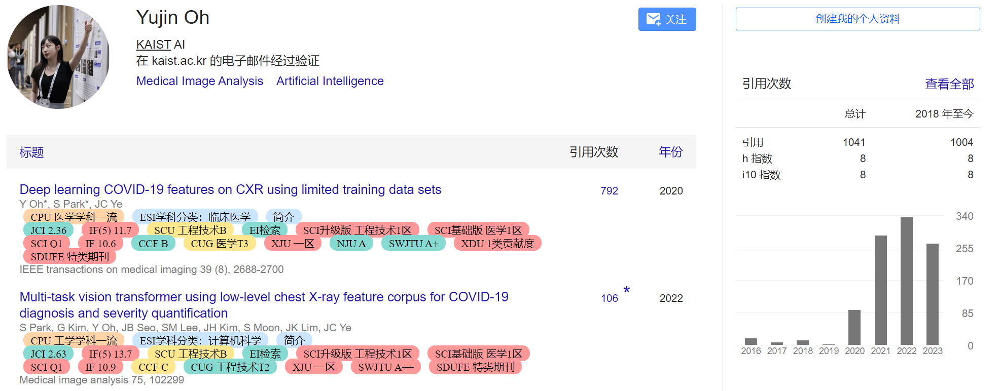 Yujin Oh
关注
KAIST AI
在 kaist.ac.kr 的电子邮件经过验证
Medical Image Analysis Artificial Intelligence
标题 引用次数 年份
Deep learning COVID-19 features on CXR using limited training data sets 792 2020
Y Oh*, S Park*, JC Ye
CPU 医学学科一流 ESI学科分类：临床医学 简介
JCI 2.36 IF(5) 11.7 SCU 工程技术B EI检索 SCI升级版 工程技术1区 SCI基础版 医学1区
SCI Q1 IF 10.6 CCF B CUG 医学T3 XJU 一区 NJU A SWJTU A+ XDU 1类贡献度
SDUFE 特类期刊
IEEE transactions on medical imaging 39 (8), 2688-2700
Multi-task vision transformer using low-level chest X-ray feature corpus for COVID-19 106 * 2022
diagnosis and severity quantification
S Park, G Kim, Y Oh, JB Seo, SM Lee, JH Kim, S Moon, JK Lim, JC Ye
CPU 工学学科一流 ESI学科分类：计算机科学 简介
JCI 2.63 IF(5) 13.7 SCU 工程技术B EI检索 SCI升级版 工程技术1区 SCI基础版 医学1区
SCI Q1 IF 10.9 CCF C CUG 工程技术T2 XJU 一区 SWJTU A++ SDUFE 特类期刊
Medical image analysis 75, 102299
创建我的个人资料
引用次数 查看全部
总计 2018 年至今
引用 1041 1004
h 指数 8 8
i10 指数 8 8
340
255
170
85
0
2016 2017 2018 2019 2020 2021 2022 2023